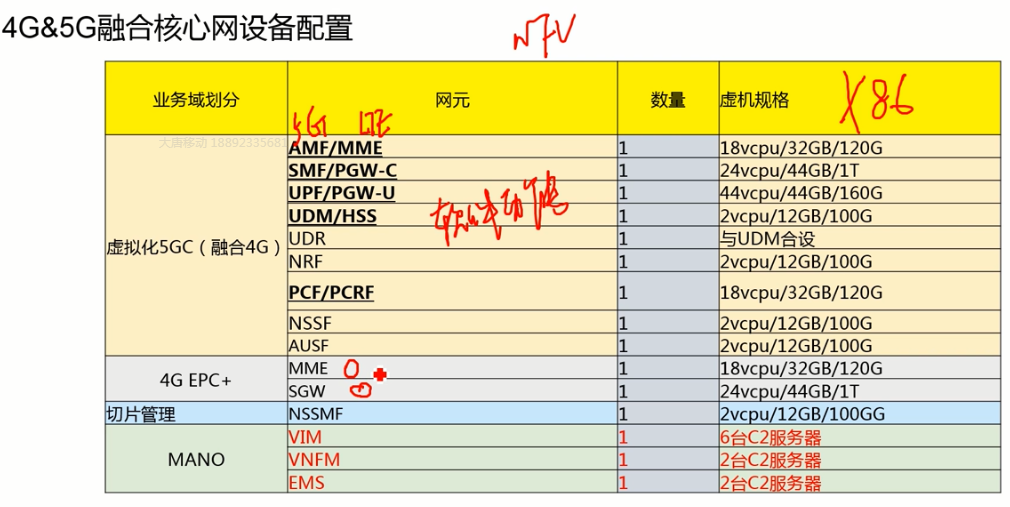 4G&5G融合核心网设备配置
NFV
业务域划分 网元 数量 虚机规格
X86
5G LTE
大唐移动 18892335681
AMF/MME 1 18vcpu/32GB/120G
SMF/PGW-C 1 24vcpu/44GB/1T
UPF/PGW-U 1 44vcpu/44GB/160G
UDM/HSS 1 2vcpu/12GB/100G
虚拟化5GC（融合4G） UDR 1 与UDM合设
NRF 1 2vcpu/12GB/100G
PCF/PCRF 1 18vcpu/32GB/120G
NSSF 1 2vcpu/12GB/100G
AUSF 1 2vcpu/12GB/100G
4G EPC+ MME 1 18vcpu/32GB/120G
SGW 1 24vcpu/44GB/1T
切片管理 NSSMF 1 2vcpu/12GB/100GG
VIM 1 6台C2服务器
MANO VNFM 1 2台C2服务器
EMS 1 2台C2服务器